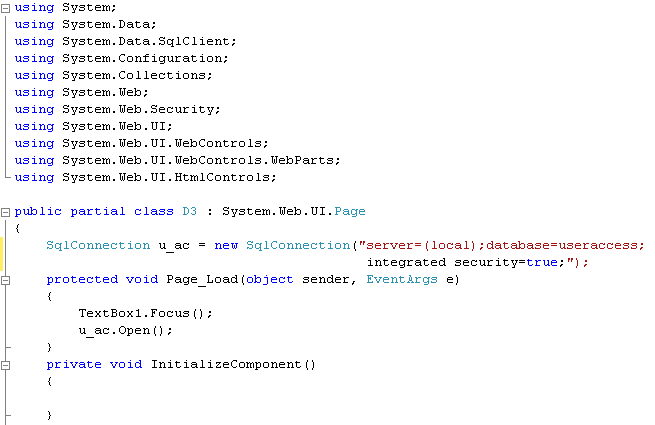 using System;
using System.Data;
using System.Data.SqlClient;
using System.Configuration;
using System.Collections;
using System.Web;
using System.Web.Security;
using System.Web.UI;
using System.Web.UI.WebControls;
using System.Web.UI.WebControls.WebParts;
using System.Web.UI.HtmlControls;
public partial class D3 : System.Web.UI.Page
{
SqlConnection u_ac = new SqlConnection("server=(local);database=useraccess;
integrated security=true;");
protected void Page_Load(object sender, EventArgs e)
{
TextBox1.Focus();
u_ac.Open();
}
private void InitializeComponent()
{
}